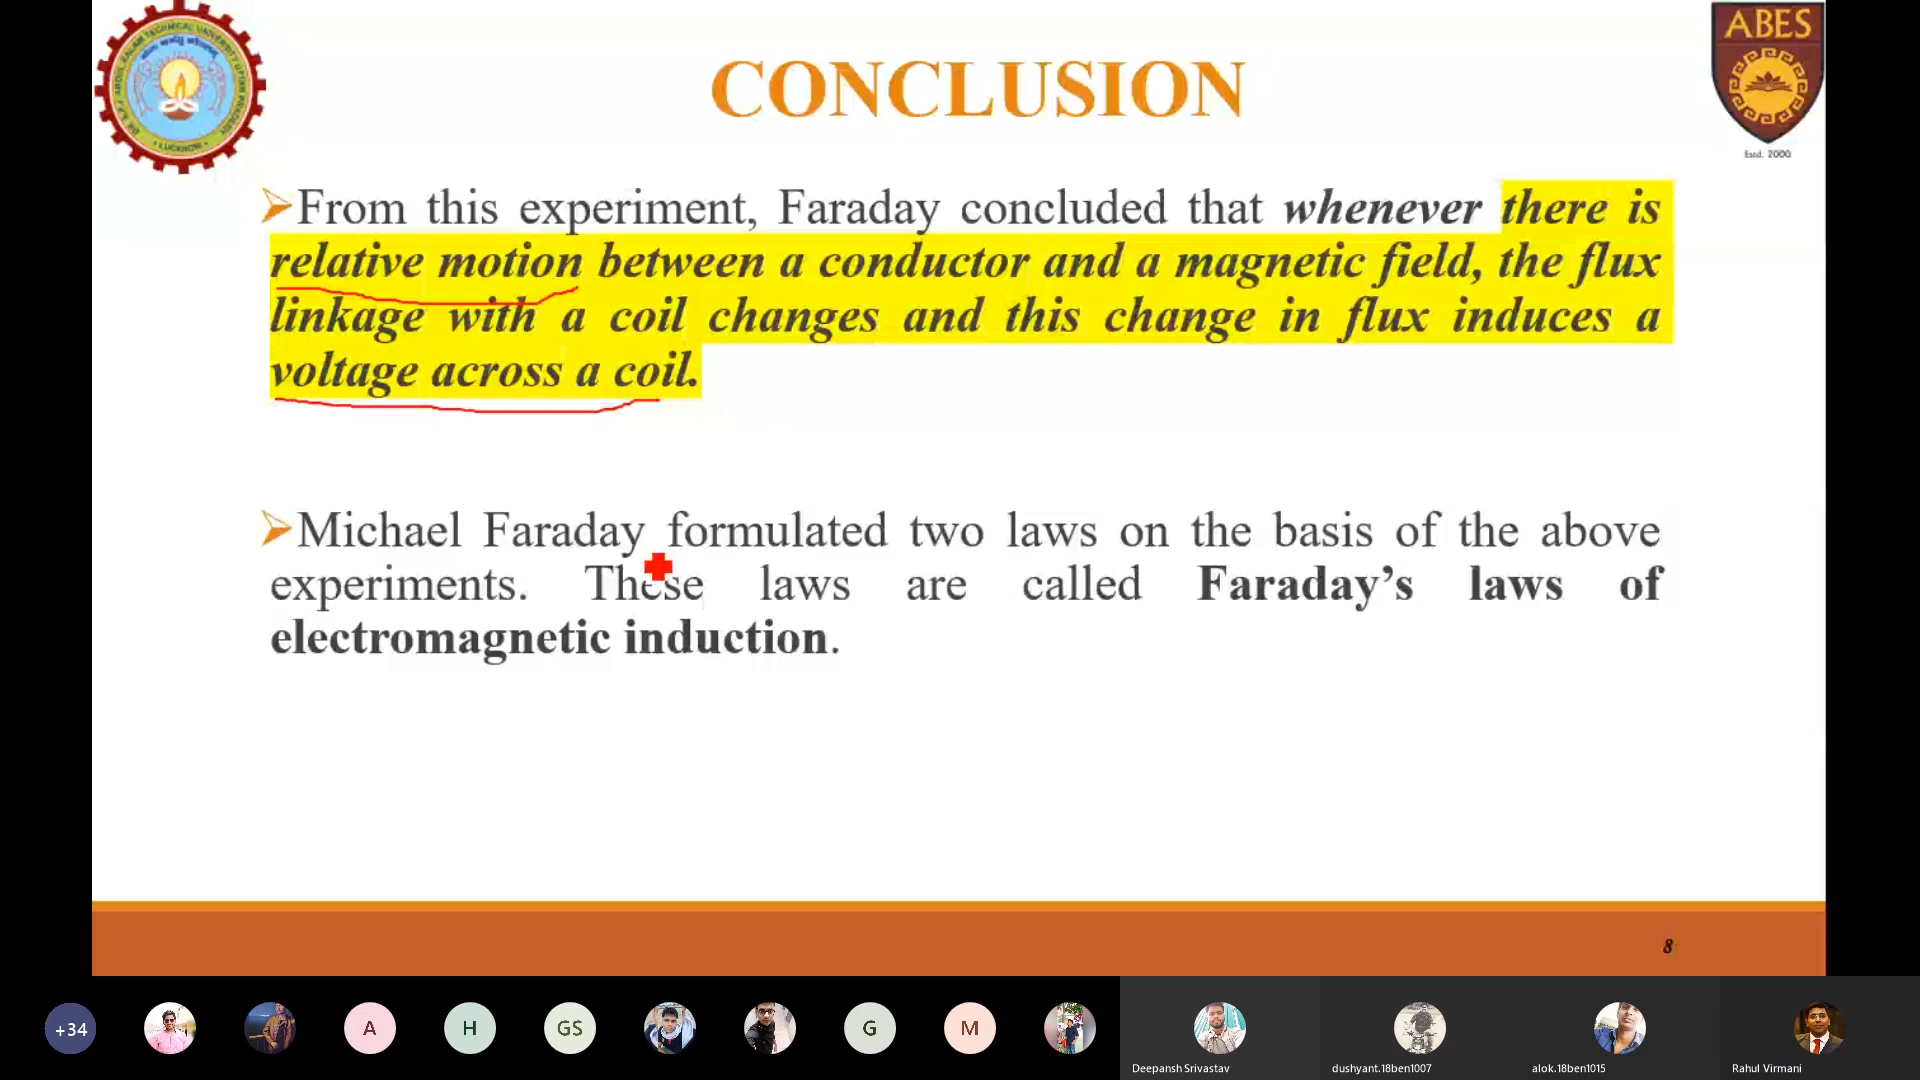 CONCLUSION
ABES
Estd. 2000
LUCKNOW
➢From this experiment, Faraday concluded that whenever there is
relative motion between a conductor and a magnetic field, the flux
linkage with a coil changes and this change in flux induces a
voltage across a coil.
➢Michael Faraday formulated two laws on the basis of the above
experiments. These laws are called Faraday’s laws of
electromagnetic induction.
8
+34
A
H
GS
G
M
Deepansh Srivastav
dushyant.18ben1007
alok.18ben1015
Rahul Virmani